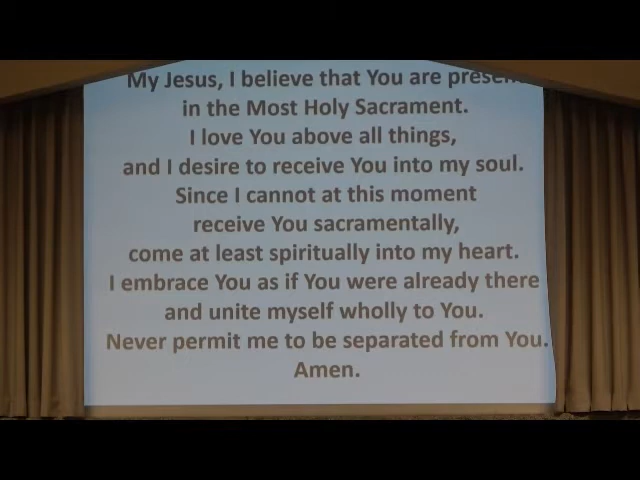 My Jesus, I believe that You are present
in the Most Holy Sacrament.
I love You above all things,
and I desire to receive You into my soul.
Since I cannot at this moment
receive You sacramentally,
come at least spiritually into my heart.
I embrace You as if You were already there
and unite myself wholly to You.
Never permit me to be separated from You.
Amen.